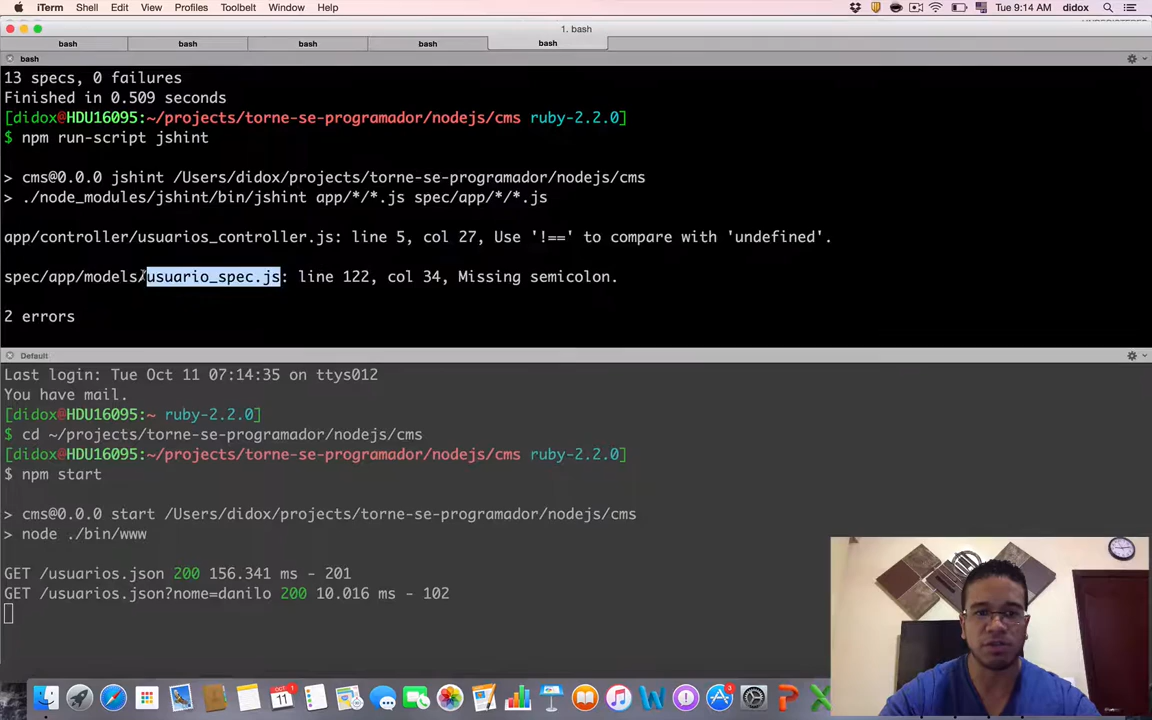 iTerm Shell Edit View Profiles Toolbelt Window Help Tue 9:14 AM didox
1. bash
bash bash bash bash bash
bash
13 specs, 0 failures
Finished in 0.509 seconds
[didox@HDU16095:~/projects/torne-se-programador/nodejs/cms ruby-2.2.0]
$ npm run-script jshint
> cms@0.0.0 jshint /Users/didox/projects/torne-se-programador/nodejs/cms
> ./node_modules/jshint/bin/jshint app/*/*.js spec/app/*/*.js
app/controller/usuarios_controller.js: line 5, col 27, Use '!==' to compare with 'undefined'.
spec/app/models/usuario_spec.js: line 122, col 34, Missing semicolon.
2 errors
Default
Last login: Tue Oct 11 07:14:35 on ttys012
You have mail.
[didox@HDU16095:~ ruby-2.2.0]
$ cd ~/projects/torne-se-programador/nodejs/cms
[didox@HDU16095:~/projects/torne-se-programador/nodejs/cms ruby-2.2.0]
$ npm start
> cms@0.0.0 start /Users/didox/projects/torne-se-programador/nodejs/cms
> node ./bin/www
GET /usuarios.json 200 156.341 ms - 201
GET /usuarios.json?nome=danilo 200 10.016 ms - 102